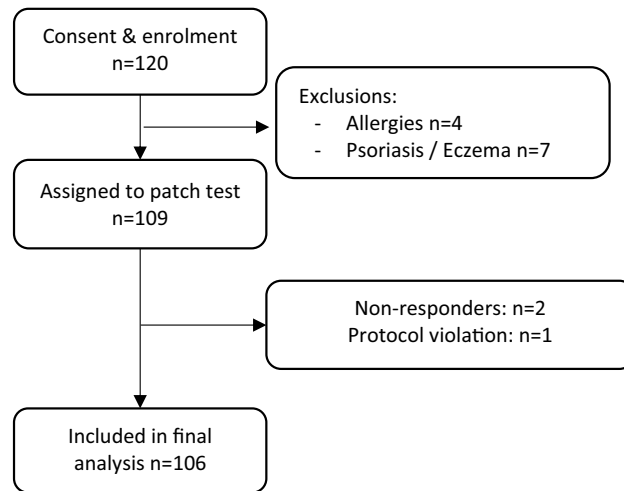 Consent & enrolment
n=120
Exclusions:
- Allergies n=4
- Psoriasis / Eczema n=7
Assigned to patch test
n=109
Non-responders: n=2
Protocol violation: n=1
Included in final
analysis n=106